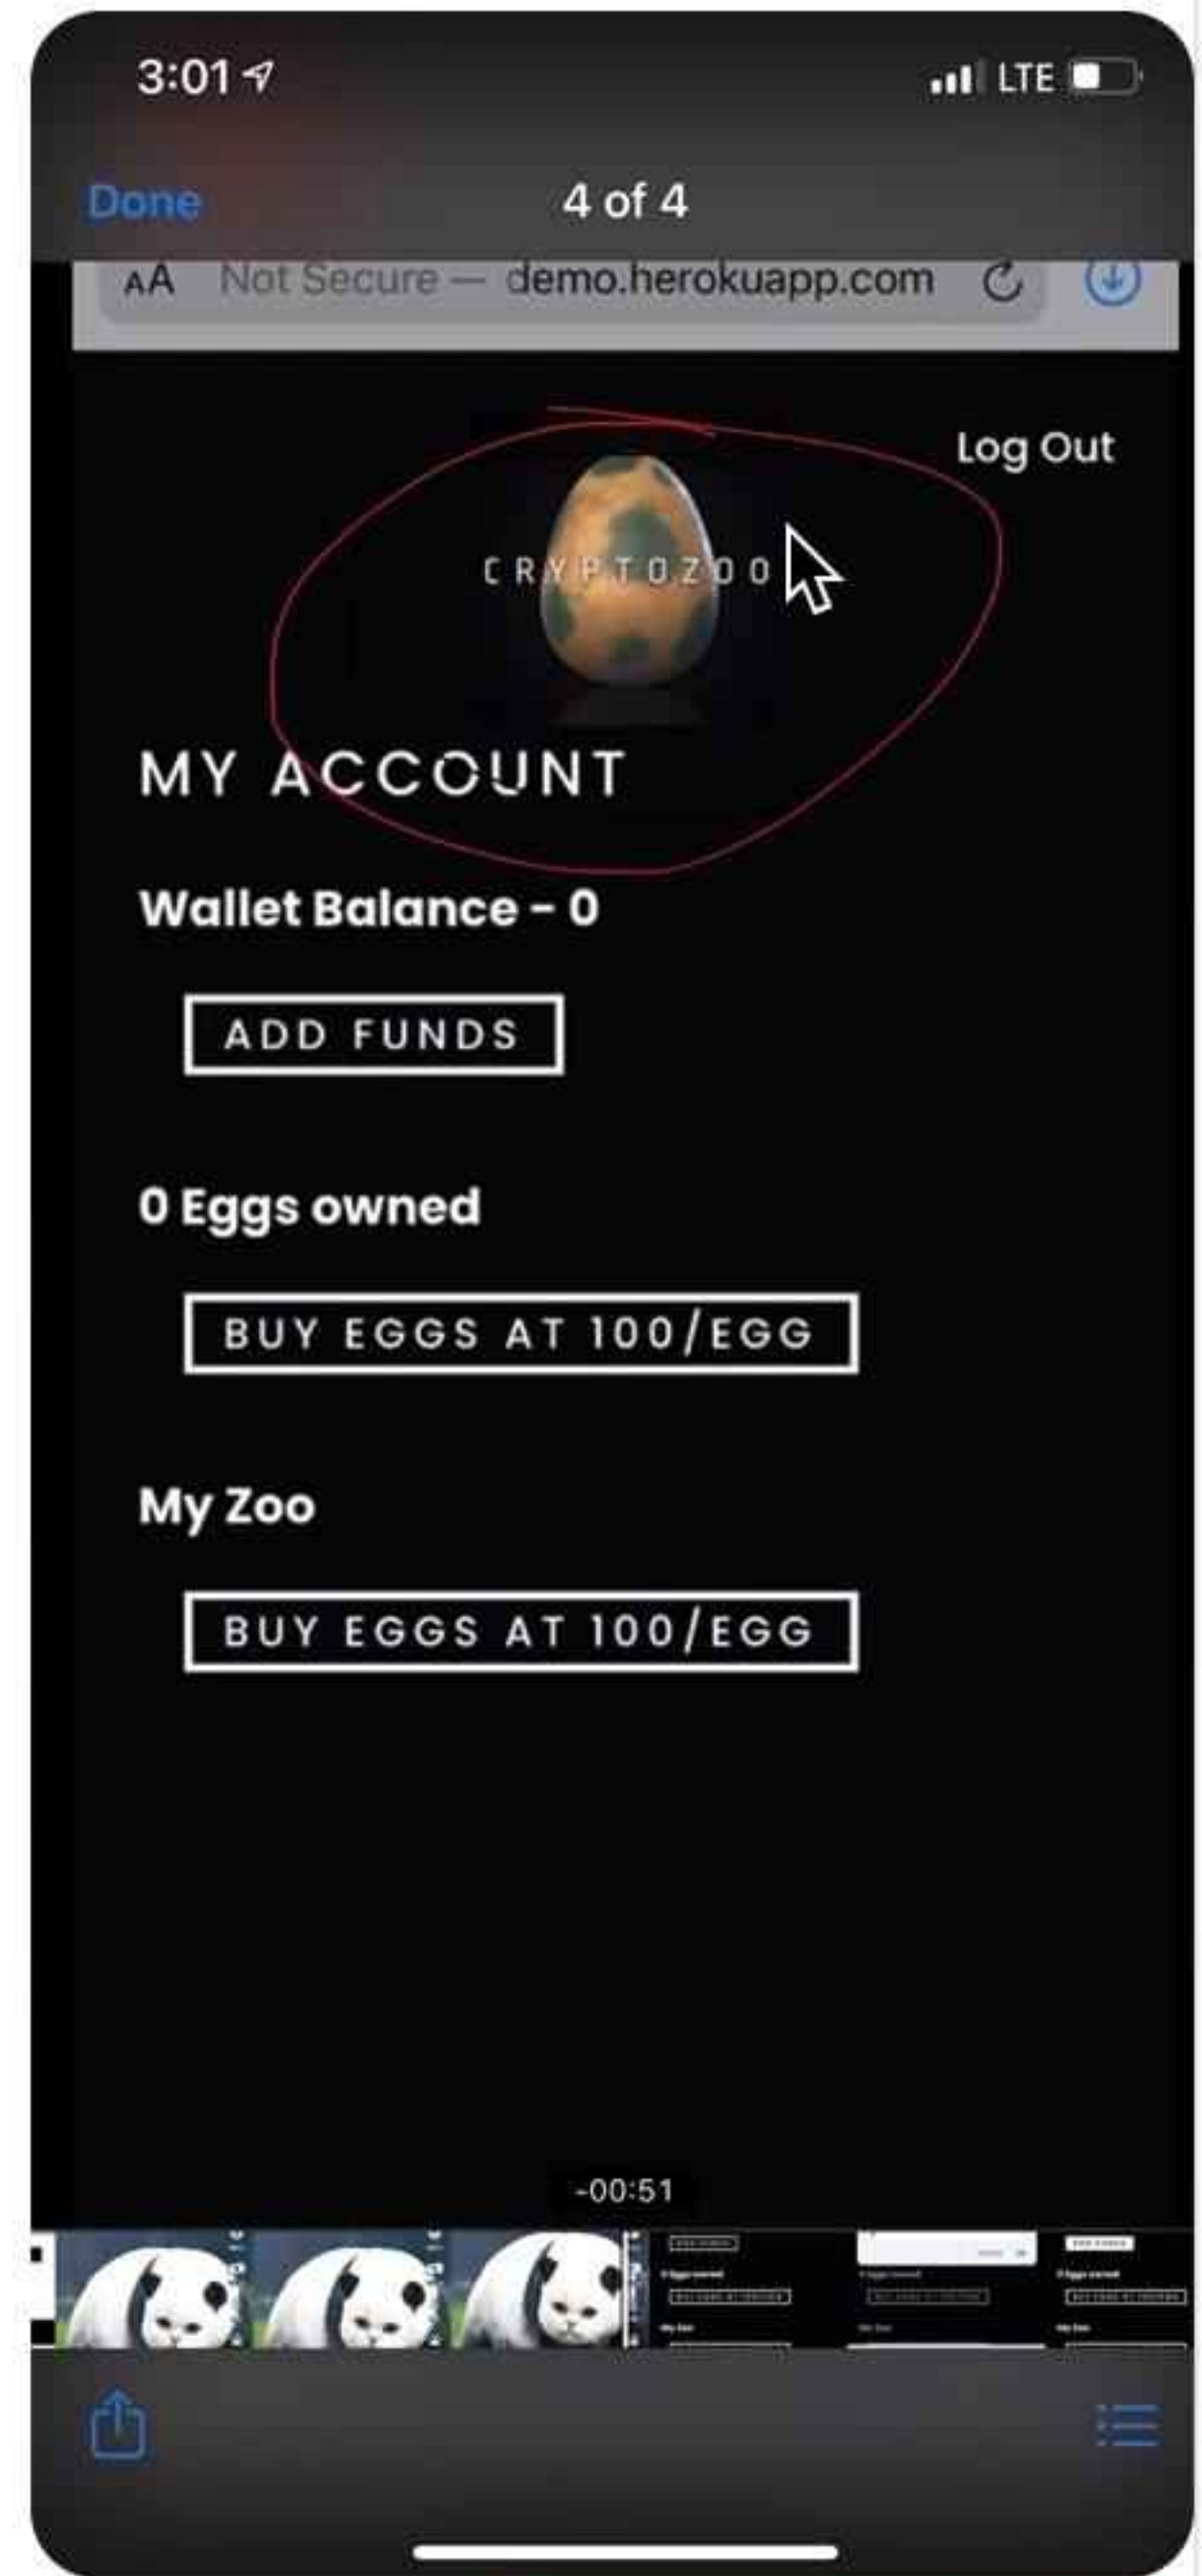 3:01 LTE
Done 4 of 4
AA Not Secure — demo.herokuapp.com
Log Out
CRYPTOZOO
MY ACCOUNT
Wallet Balance - 0
ADD FUNDS
0 Eggs owned
BUY EGGS AT 100/EGG
My Zoo
BUY EGGS AT 100/EGG
-00:51